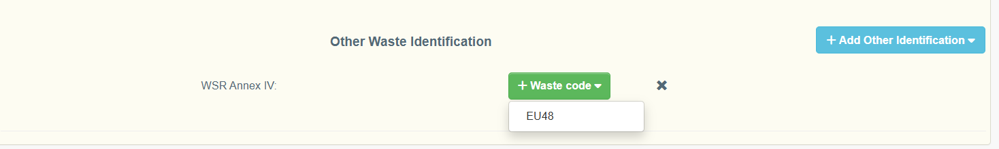 Other Waste Identification
+ Add Other Identification
WSR Annex IV:
+ Waste code
EU48